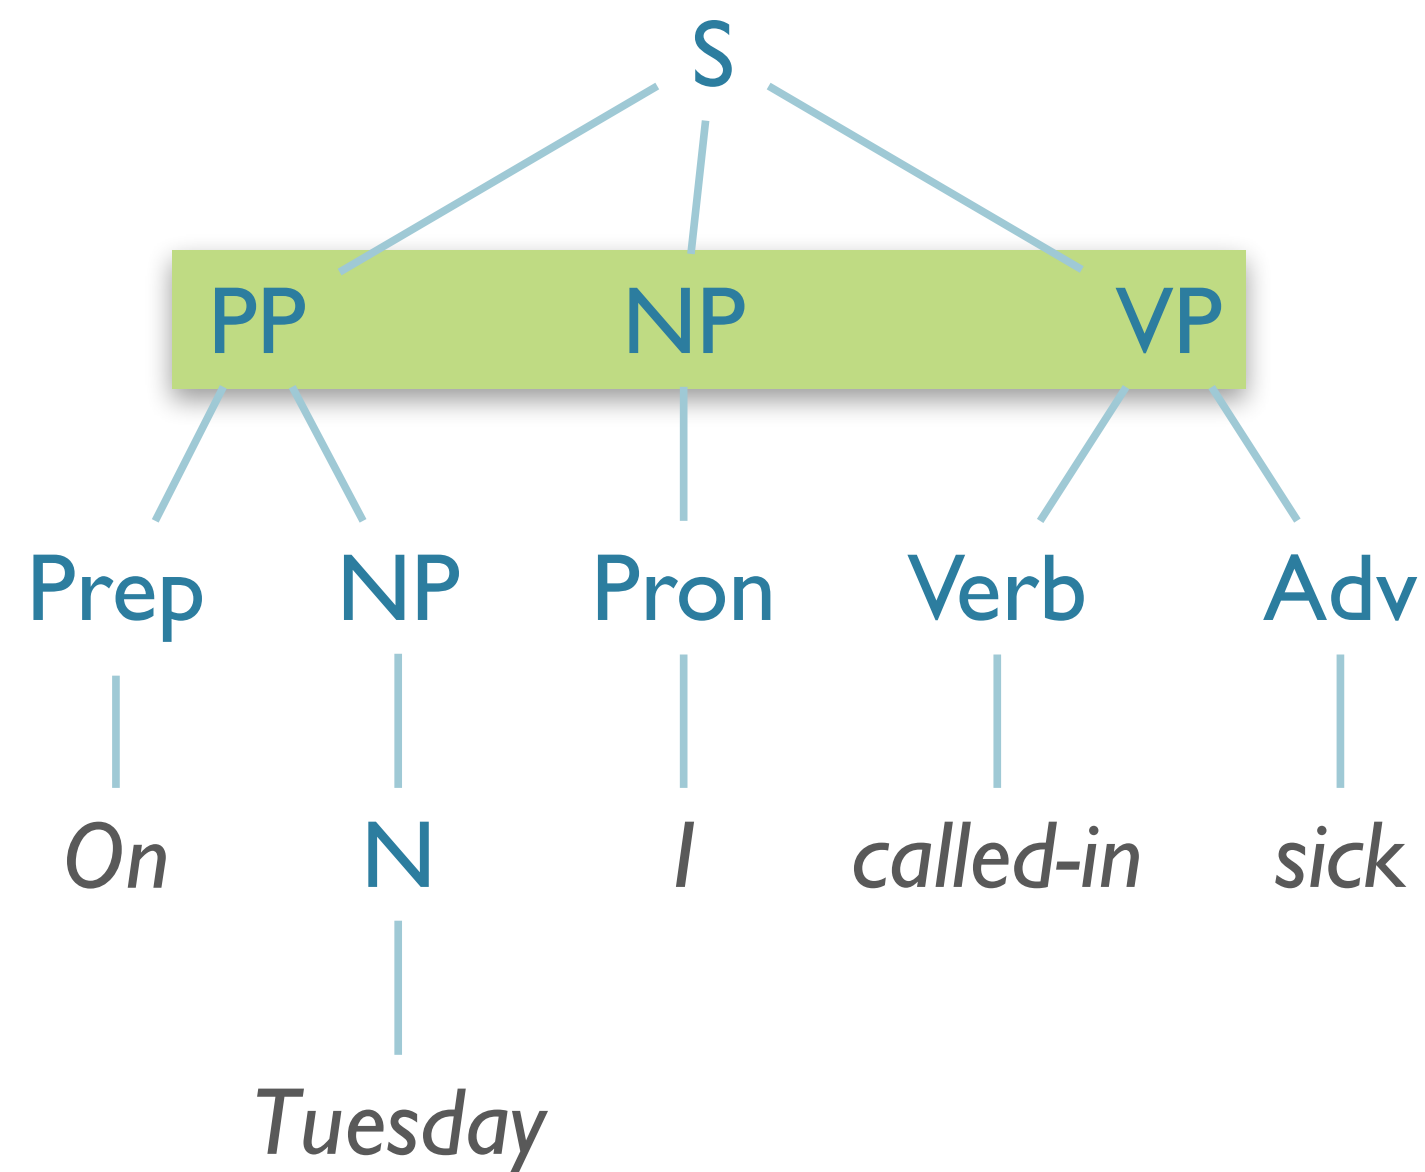 S
PP NP VP
Prep NP Pron Verb Adv
On N I called-in sick
Tuesday